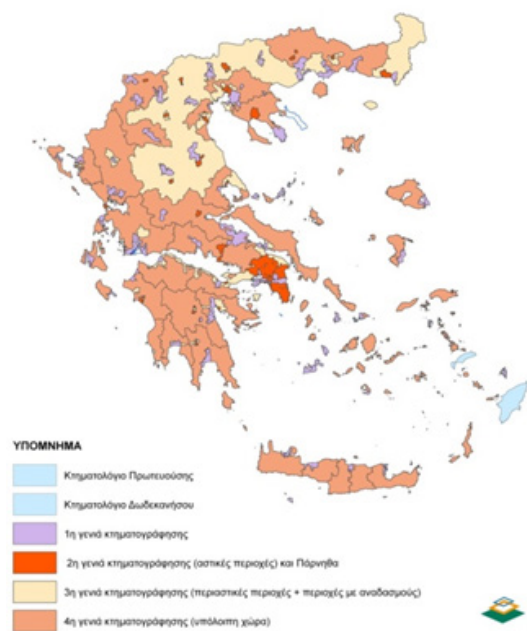 ΥΠΟΜΝΗΜΑ
Κτηματολόγιο Πρωτευούσης
Κτηματολόγιο Δωδεκανήσου
1η γενιά κτηματογράφησης
2η γενιά κτηματογράφησης (αστικές περιοχές) και Πάρνηθα
3η γενιά κτηματογράφησης (περιαστικές περιοχές + περιοχές με αναδασμούς)
4η γενιά κτηματογράφησης (υπόλοιπη χώρα)